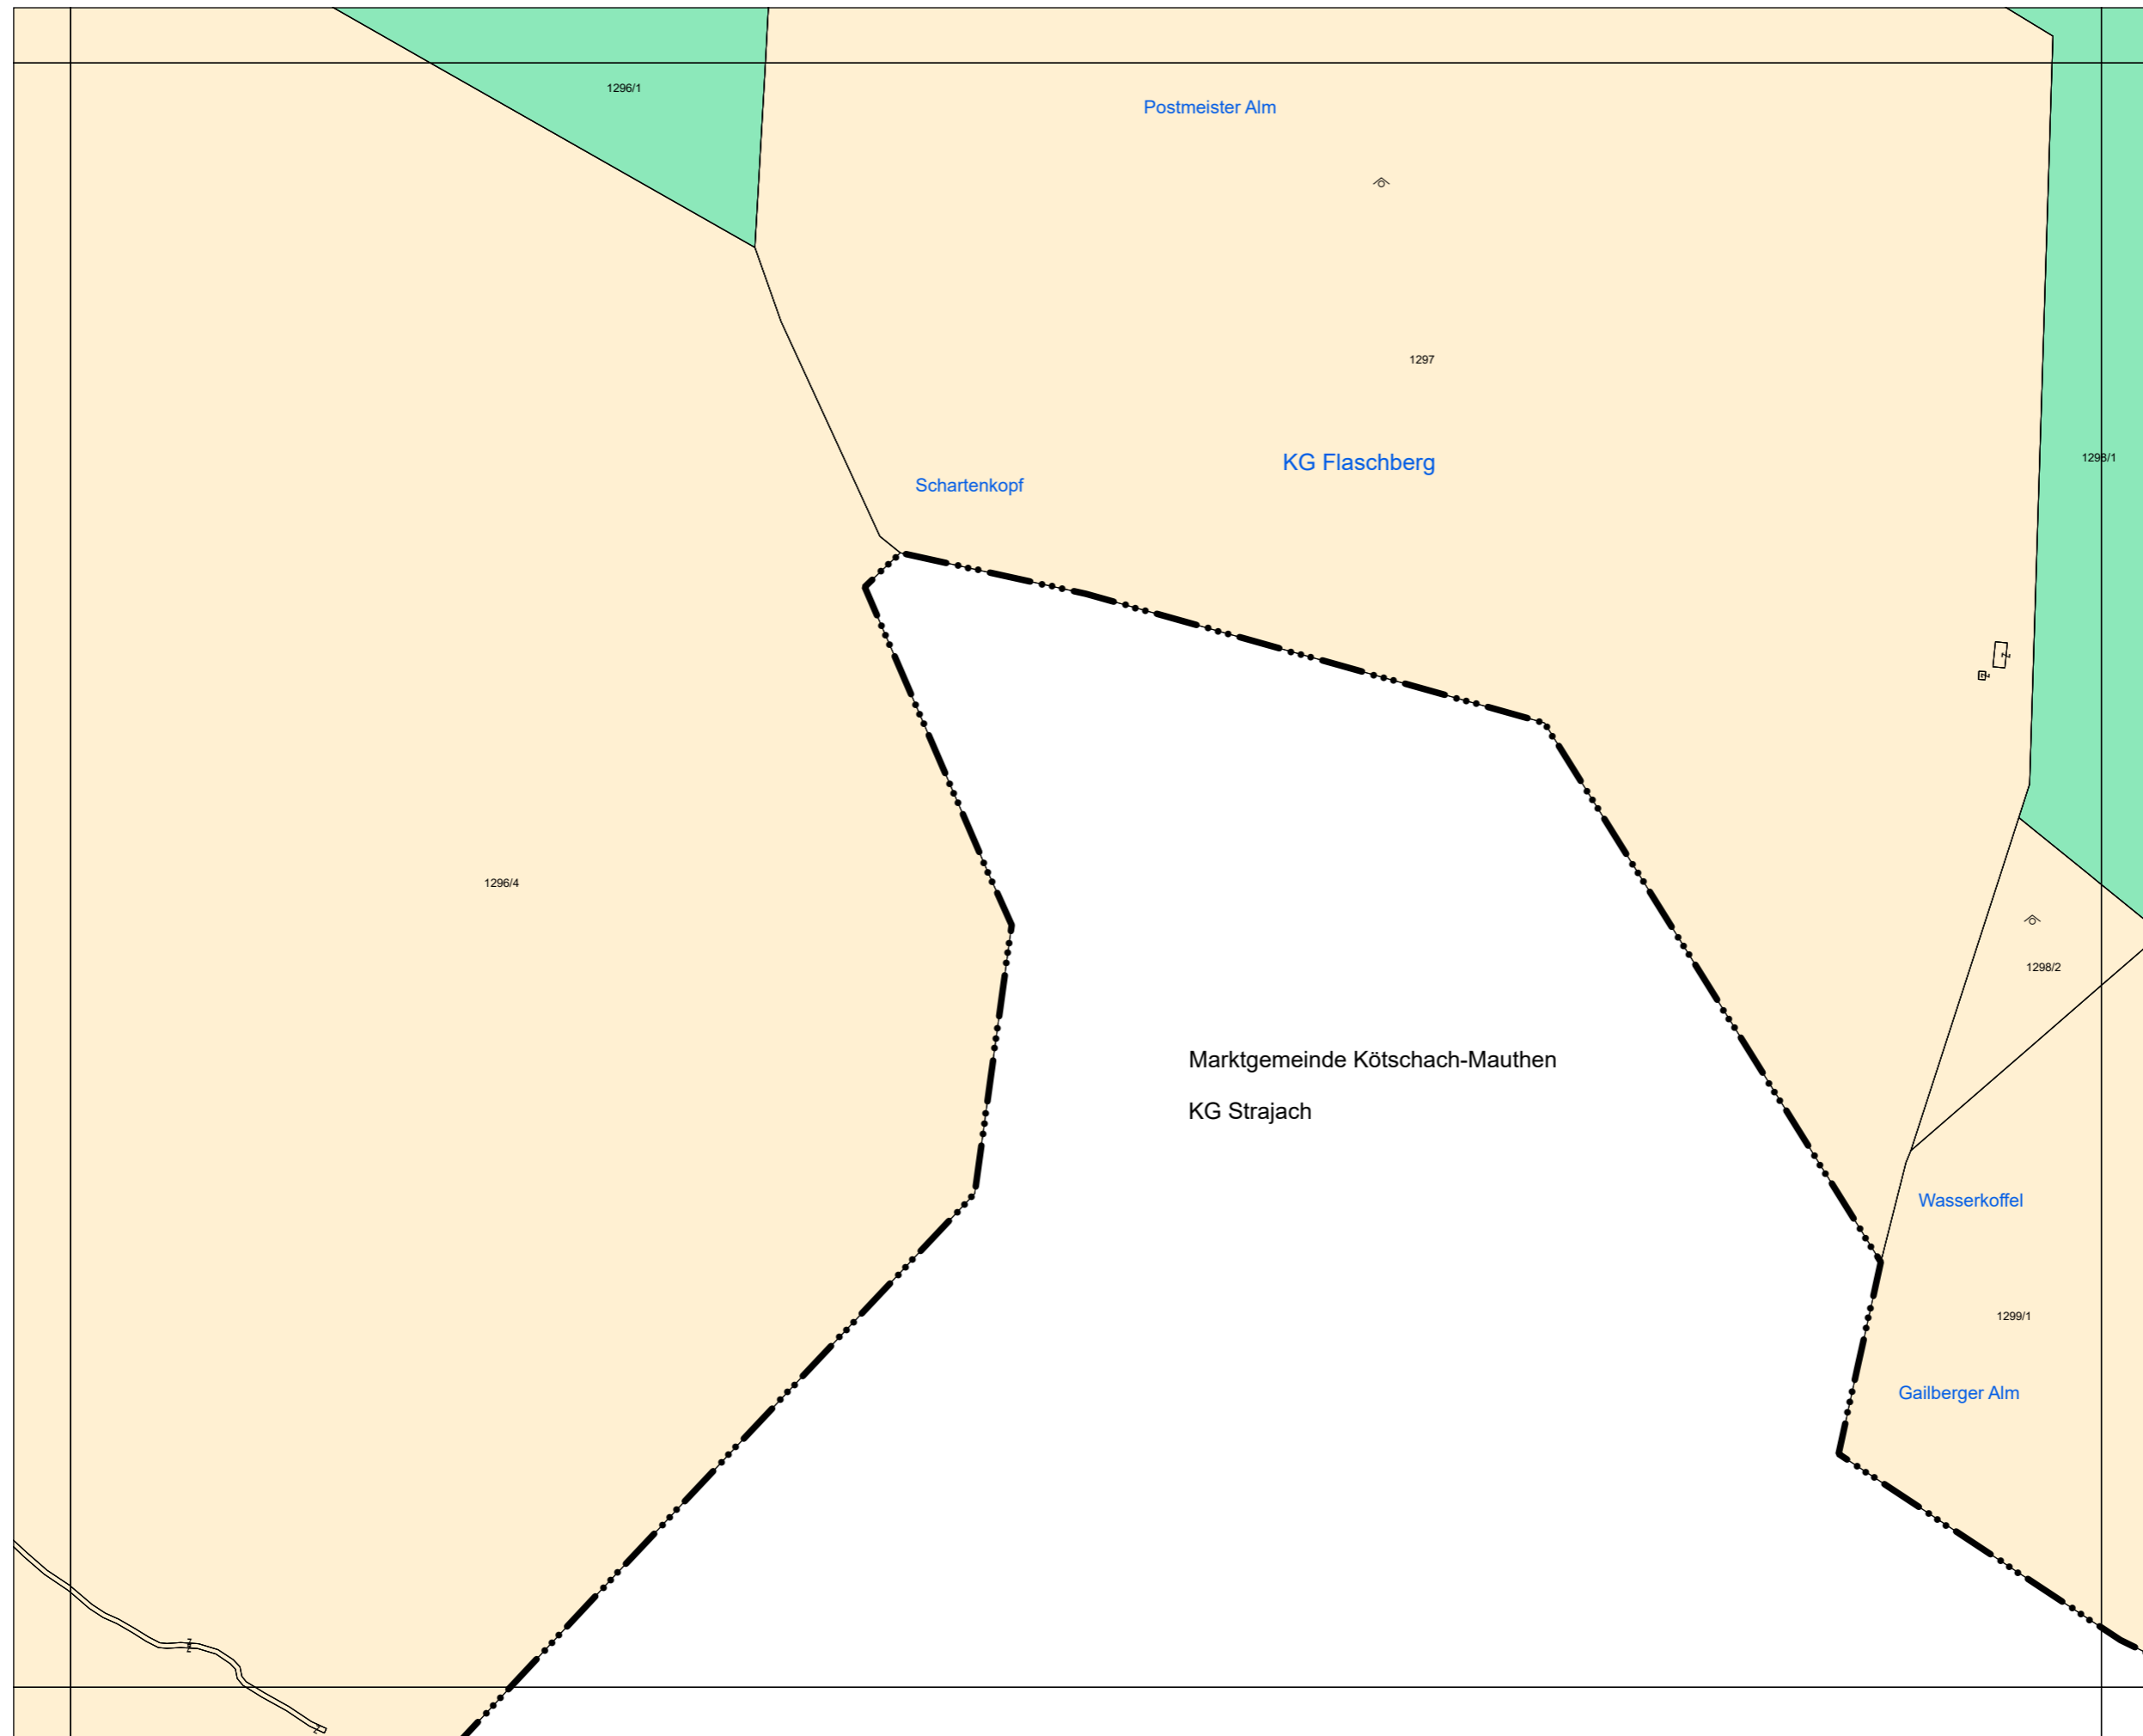 1296/1
Postmeister Alm
1297
KG Flaschberg
1298/1
Schartenkopf
1296/4
1298/2
Marktgemeinde Kötschach-Mauthen
KG Strajach
Wasserkoffel
1299/1
Gailberger Alm